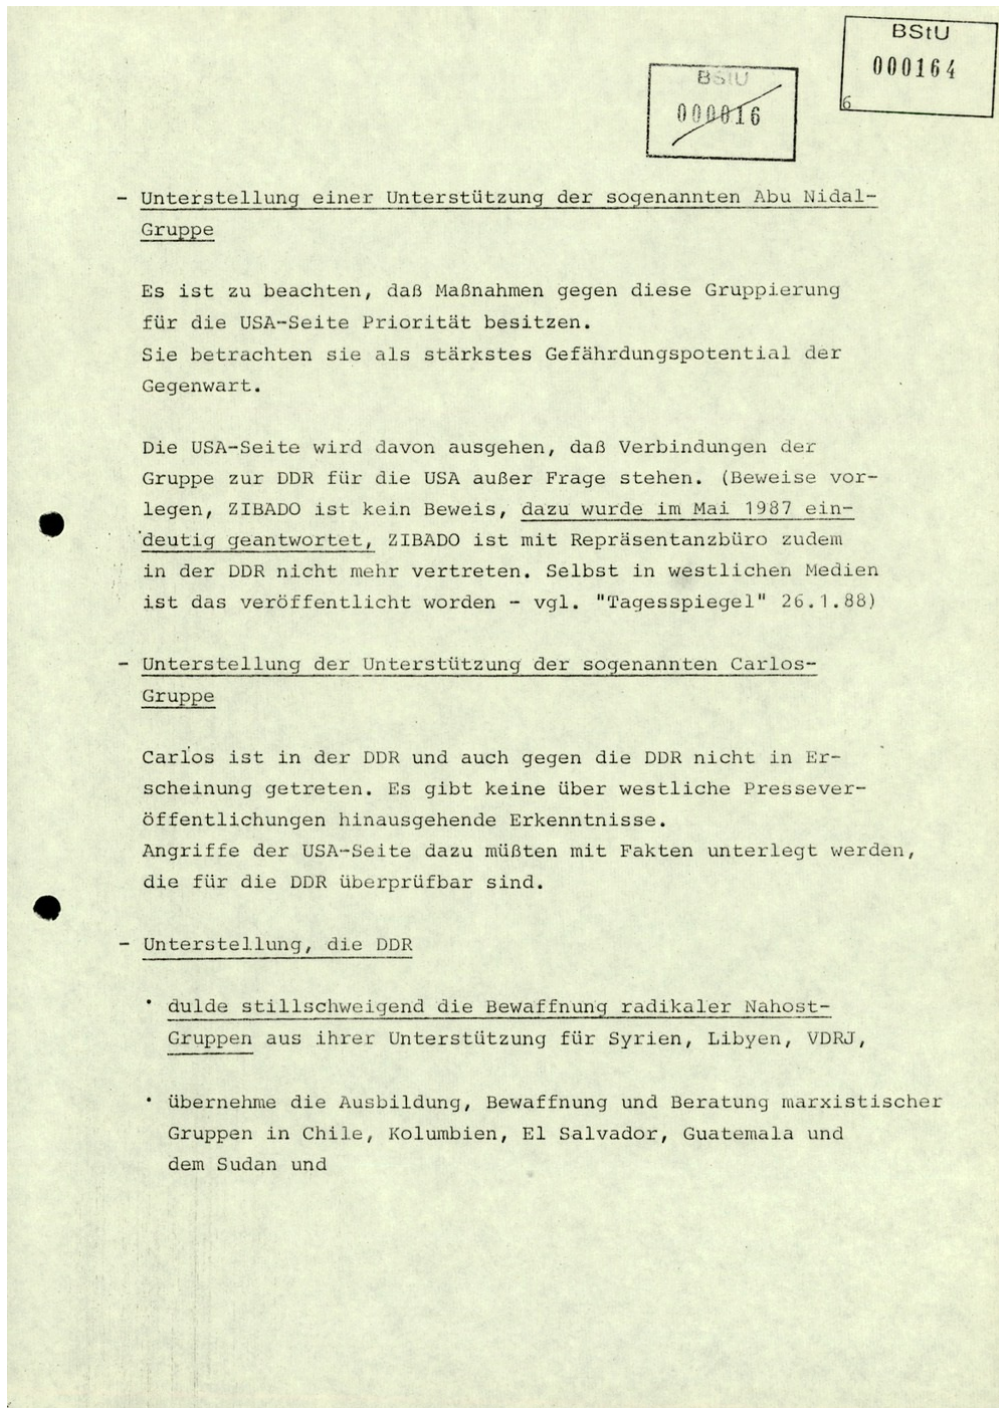 BStU
000164
6
BStU
000016
- Unterstellung einer Unterstützung der sogenannten Abu Nidal-
Gruppe
Es ist zu beachten, daß Maßnahmen gegen diese Gruppierung
für die USA-Seite Priorität besitzen.
Sie betrachten sie als stärkstes Gefährdungspotential der
Gegenwart.
Die USA-Seite wird davon ausgehen, daß Verbindungen der
Gruppe zur DDR für die USA außer Frage stehen. (Beweise vor-
legen, ZIBADO ist kein Beweis, dazu wurde im Mai 1987 ein-
deutig geantwortet, ZIBADO ist mit Repräsentanzbüro zudem
in der DDR nicht mehr vertreten. Selbst in westlichen Medien
ist das veröffentlicht worden - vgl. "Tagesspiegel" 26.1.88)
- Unterstellung der Unterstützung der sogenannten Carlos-
Gruppe
Carlos ist in der DDR und auch gegen die DDR nicht in Er-
scheinung getreten. Es gibt keine über westliche Pressever-
öffentlichungen hinausgehende Erkenntnisse.
Angriffe der USA-Seite dazu müßten mit Fakten unterlegt werden,
die für die DDR überprüfbar sind.
- Unterstellung, die DDR
• dulde stillschweigend die Bewaffnung radikaler Nahost-
Gruppen aus ihrer Unterstützung für Syrien, Libyen, VDRJ,
• übernehme die Ausbildung, Bewaffnung und Beratung marxistischer
Gruppen in Chile, Kolumbien, El Salvador, Guatemala und
dem Sudan und